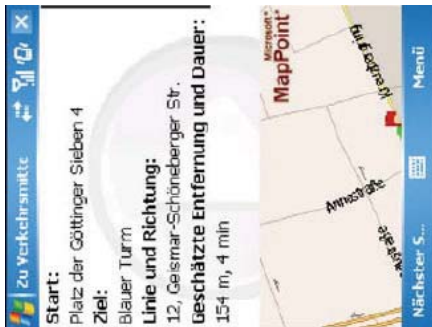 Zu Verkehrsmitte
Start:
Platz der Göttinger Sieben 4
Ziel:
Blauer Turm
Linie und Richtung:
12, Geismar-Schöneberger Str.
Geschätzte Entfernung und Dauer:
154 m, 4 min
Microsoft®
MapPoint®
Kreuzbergring
Annastraße
Nächster S...
Menü